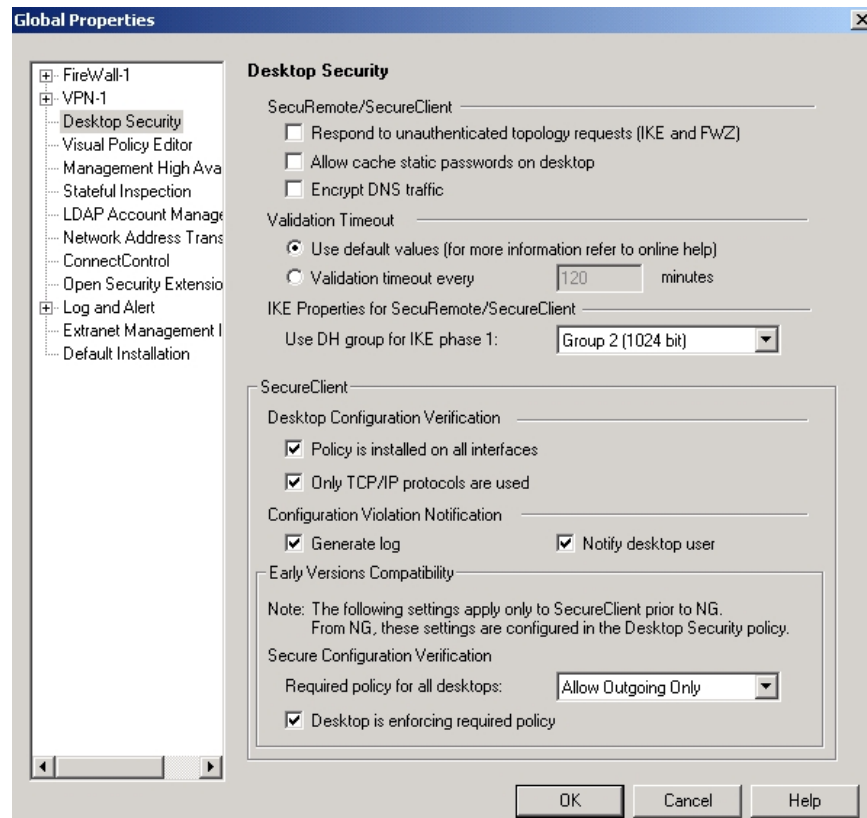 Global Properties
FireWall-1
VPN-1
Desktop Security
Visual Policy Editor
Management High Ava
Stateful Inspection
LDAP Account Manage
Network Address Trans
ConnectControl
Open Security Extensio
Log and Alert
Extranet Management I
Default Installation
Desktop Security
SecuRemote/SecureClient
Respond to unauthenticated topology requests (IKE and FWZ)
Allow cache static passwords on desktop
Encrypt DNS traffic
Validation Timeout
Use default values (for more information refer to online help)
Validation timeout every 120 minutes
IKE Properties for SecuRemote/SecureClient
Use DH group for IKE phase 1: Group 2 (1024 bit)
SecureClient
Desktop Configuration Verification
Policy is installed on all interfaces
Only TCP/IP protocols are used
Configuration Violation Notification
Generate log Notify desktop user
Early Versions Compatibility
Note: The following settings apply only to SecureClient prior to NG.
From NG, these settings are configured in the Desktop Security policy.
Secure Configuration Verification
Required policy for all desktops: Allow Outgoing Only
Desktop is enforcing required policy
OK Cancel Help